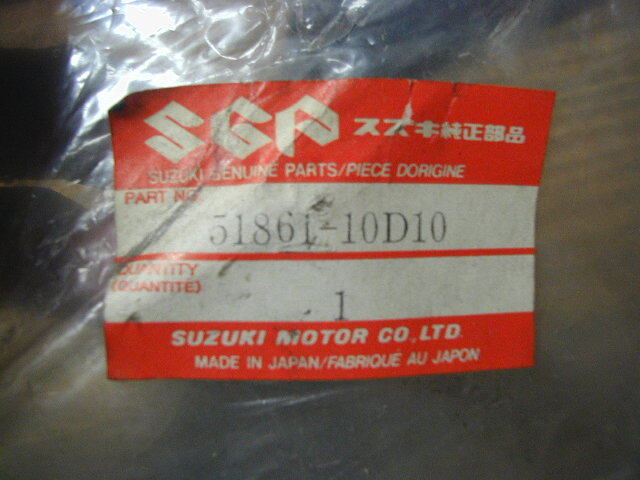 SGP スズキ純正部品
SUZUKI GENUINE PARTS/PIECE DORIGINE
PART NO.
51861-10D10
QUANTITY
(QUANTITE)
1
SUZUKI MOTOR CO., LTD.
MADE IN JAPAN/FABRIQUÉ AU JAPON